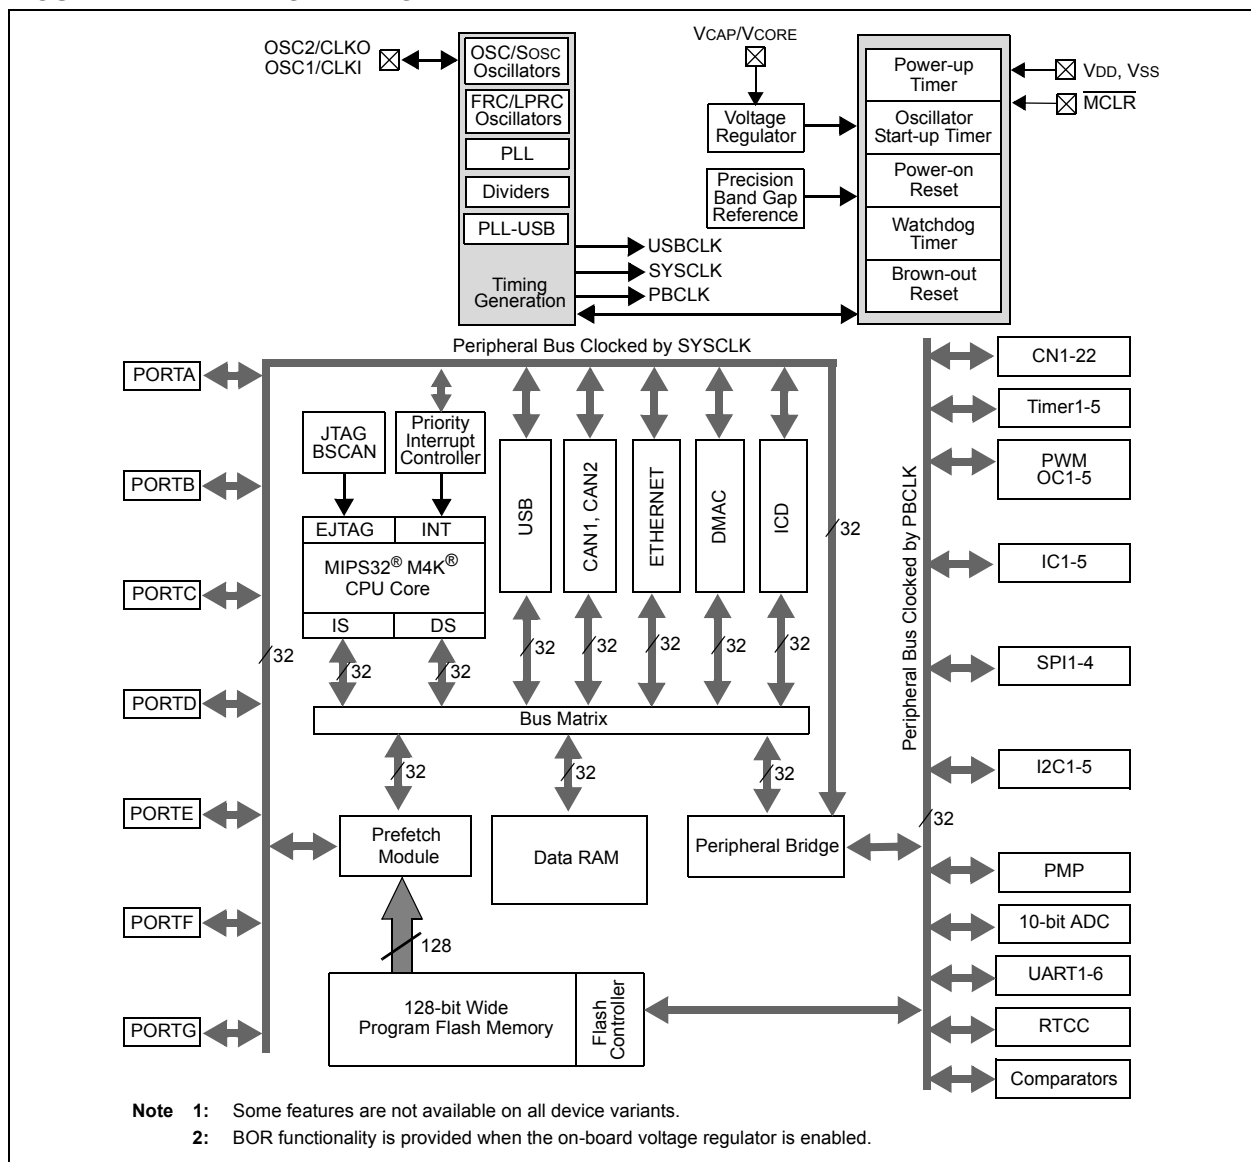 OSC2/CLKO
OSC1/CLKI
OSC/SOSC
Oscillators
FRC/LPRC
Oscillators
PLL
Dividers
PLL-USB
Timing
Generation
USBCLK
SYSCLK
PBCLK
VCAP/VCORE
Voltage
Regulator
Precision
Band Gap
Reference
Power-up
Timer
Oscillator
Start-up Timer
Power-on
Reset
Watchdog
Timer
Brown-out
Reset
VDD, VSS
MCLR
Peripheral Bus Clocked by SYSCLK
PORTA
PORTB
PORTC
PORTD
PORTE
PORTF
PORTG
32
JTAG
BSCAN
Priority
Interrupt
Controller
EJTAG
INT
MIPS32® M4K®
CPU Core
IS
DS
32
32
USB
CAN1, CAN2
ETHERNET
DMAC
ICD
32
32
32
32
32
32
Bus Matrix
32
32
32
Prefetch
Module
Data RAM
Peripheral Bridge
128
128-bit Wide
Program Flash Memory
Flash
Controller
Peripheral Bus Clocked by PBCLK
32
CN1-22
Timer1-5
PWM
OC1-5
IC1-5
SPI1-4
I2C1-5
PMP
10-bit ADC
UART1-6
RTCC
Comparators
Note 1: Some features are not available on all device variants.
2: BOR functionality is provided when the on-board voltage regulator is enabled.